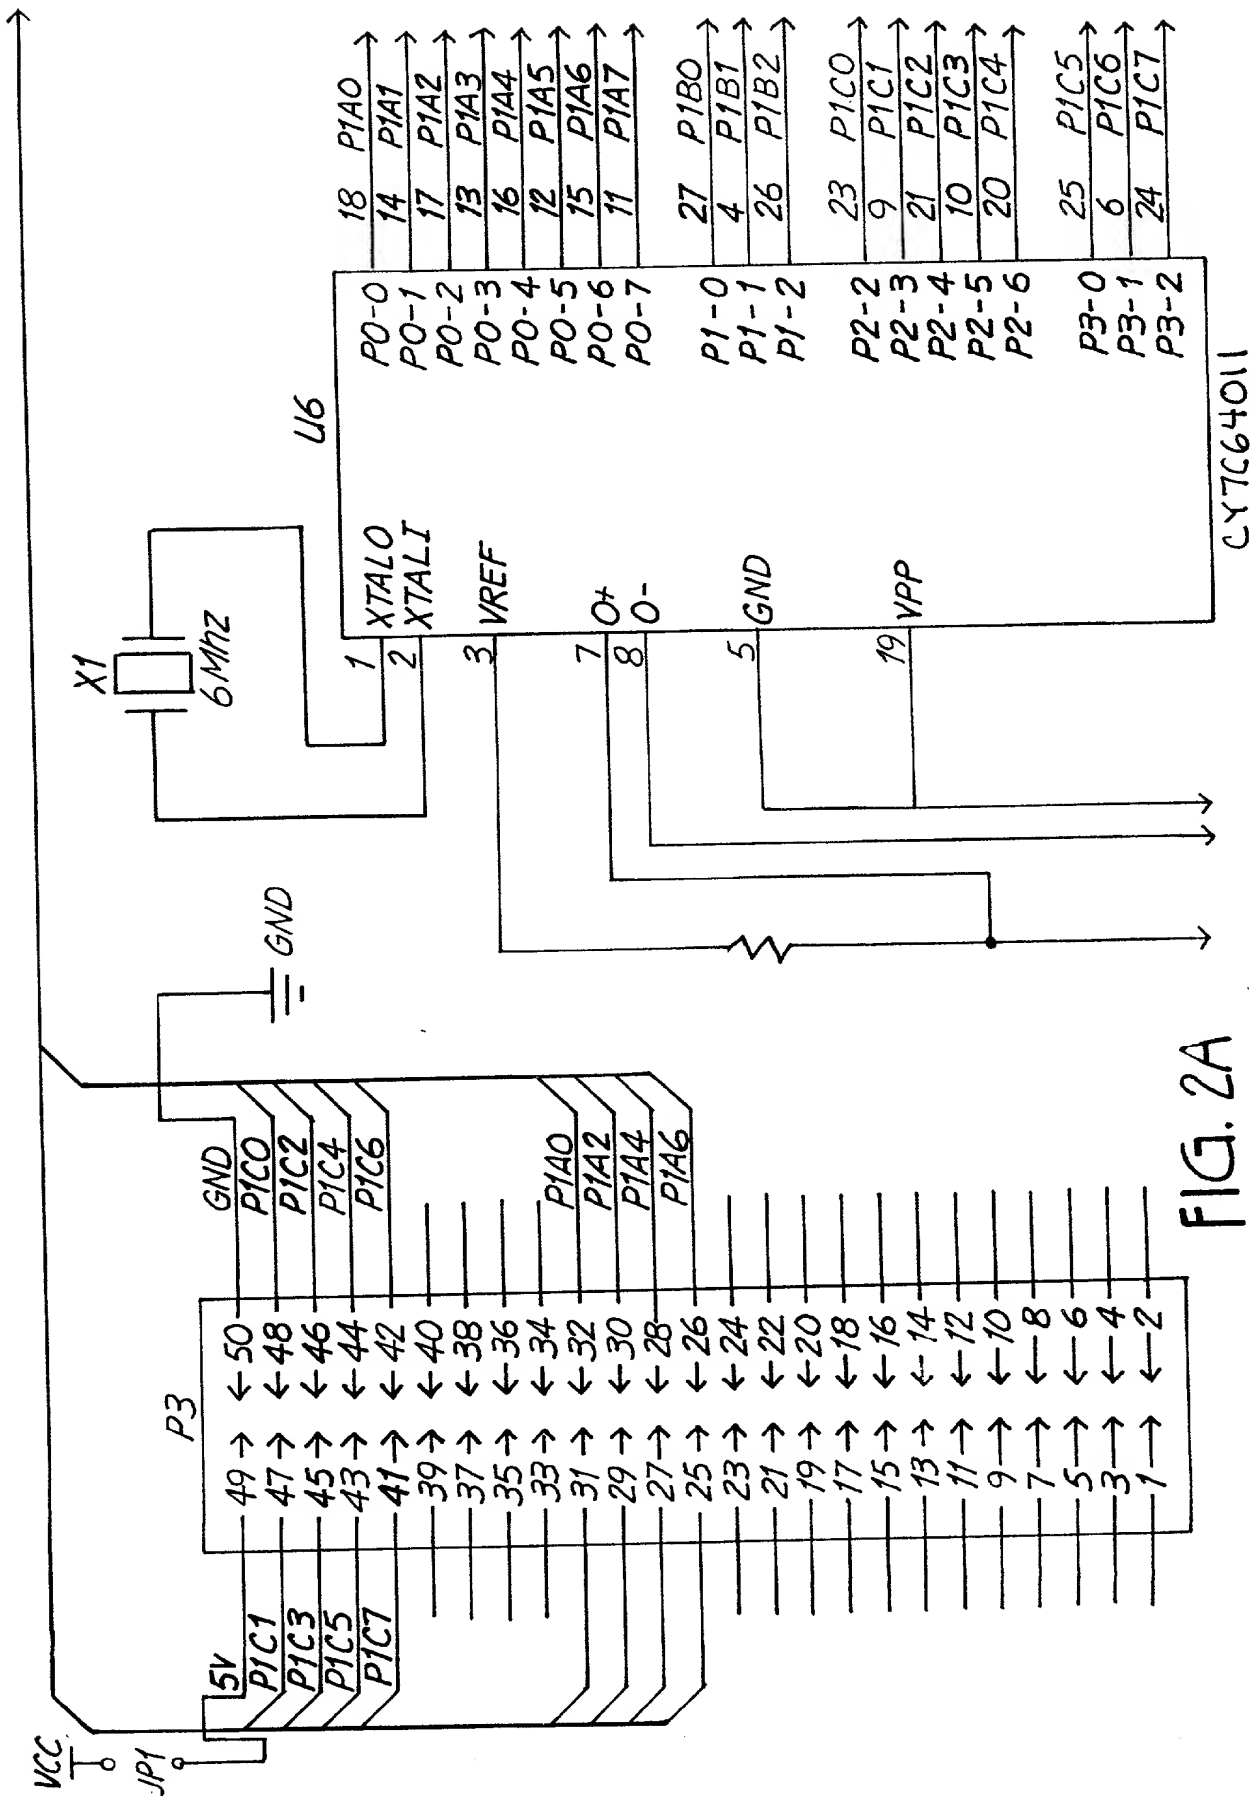 VCC
JP1
5V
P1C1
P1C3
P1C5
P1C7
P3
49 50
47 48
45 46
43 44
41 42
39 40
37 38
35 36
33 34
31 32
29 30
27 28
25 26
23 24
21 22
19 20
17 18
15 16
13 14
11 12
9 10
7 8
5 6
3 4
1 2
GND
P1C0
P1C2
P1C4
P1C6
P1A0
P1A2
P1A4
P1A6
GND
X1
6Mhz
U6
1 XTALO
2 XTALI
3 VREF
7 O+
8 O-
5 GND
19 VPP
P0-0 18 P1A0
P0-1 14 P1A1
P0-2 17 P1A2
P0-3 13 P1A3
P0-4 16 P1A4
P0-5 12 P1A5
P0-6 15 P1A6
P0-7 11 P1A7
P1-0 27 P1B0
P1-1 4 P1B1
P1-2 26 P1B2
P2-2 23 P1C0
P2-3 9 P1C1
P2-4 21 P1C2
P2-5 10 P1C3
P2-6 20 P1C4
P3-0 25 P1C5
P3-1 6 P1C6
P3-2 24 P1C7
CY7C64011
FIG. 2A